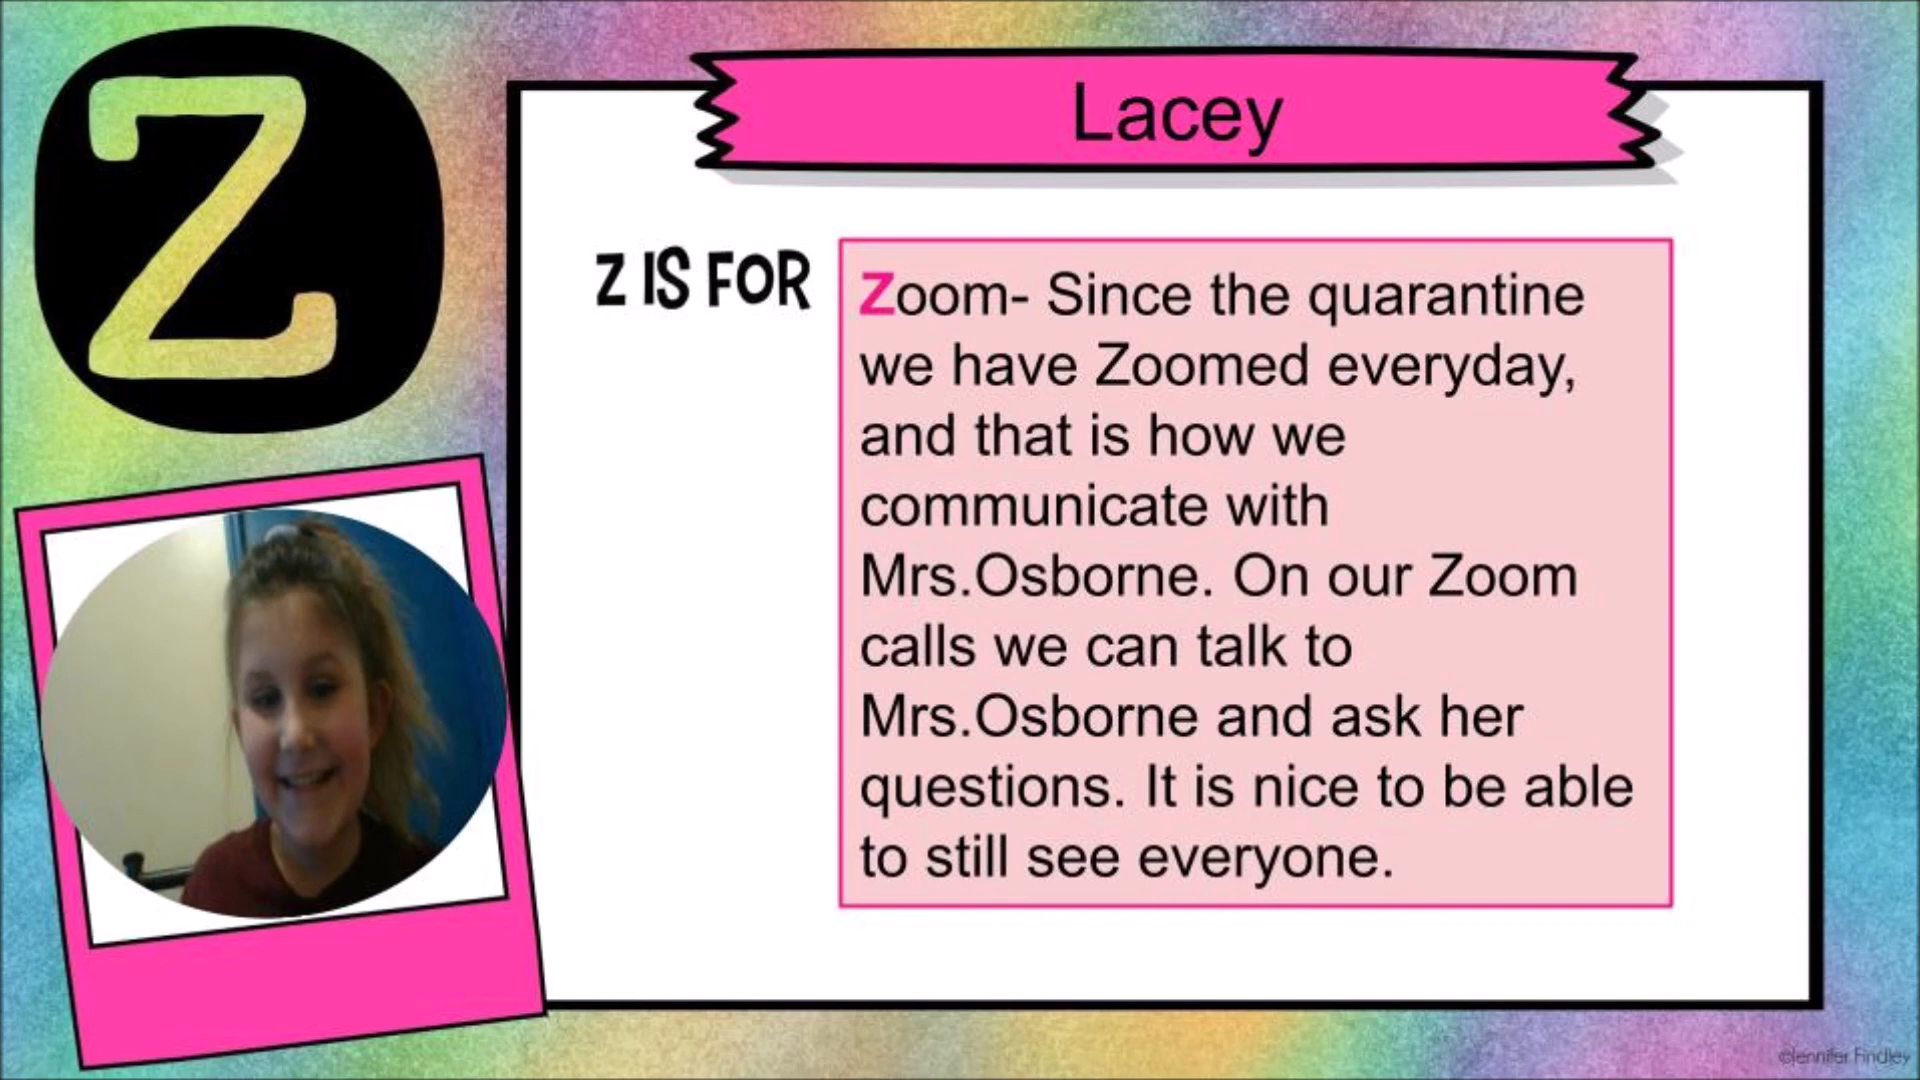 Z
Lacey
Z IS FOR
Zoom- Since the quarantine
we have Zoomed everyday,
and that is how we
communicate with
Mrs.Osborne. On our Zoom
calls we can talk to
Mrs.Osborne and ask her
questions. It is nice to be able
to still see everyone.
©Jennifer Findley